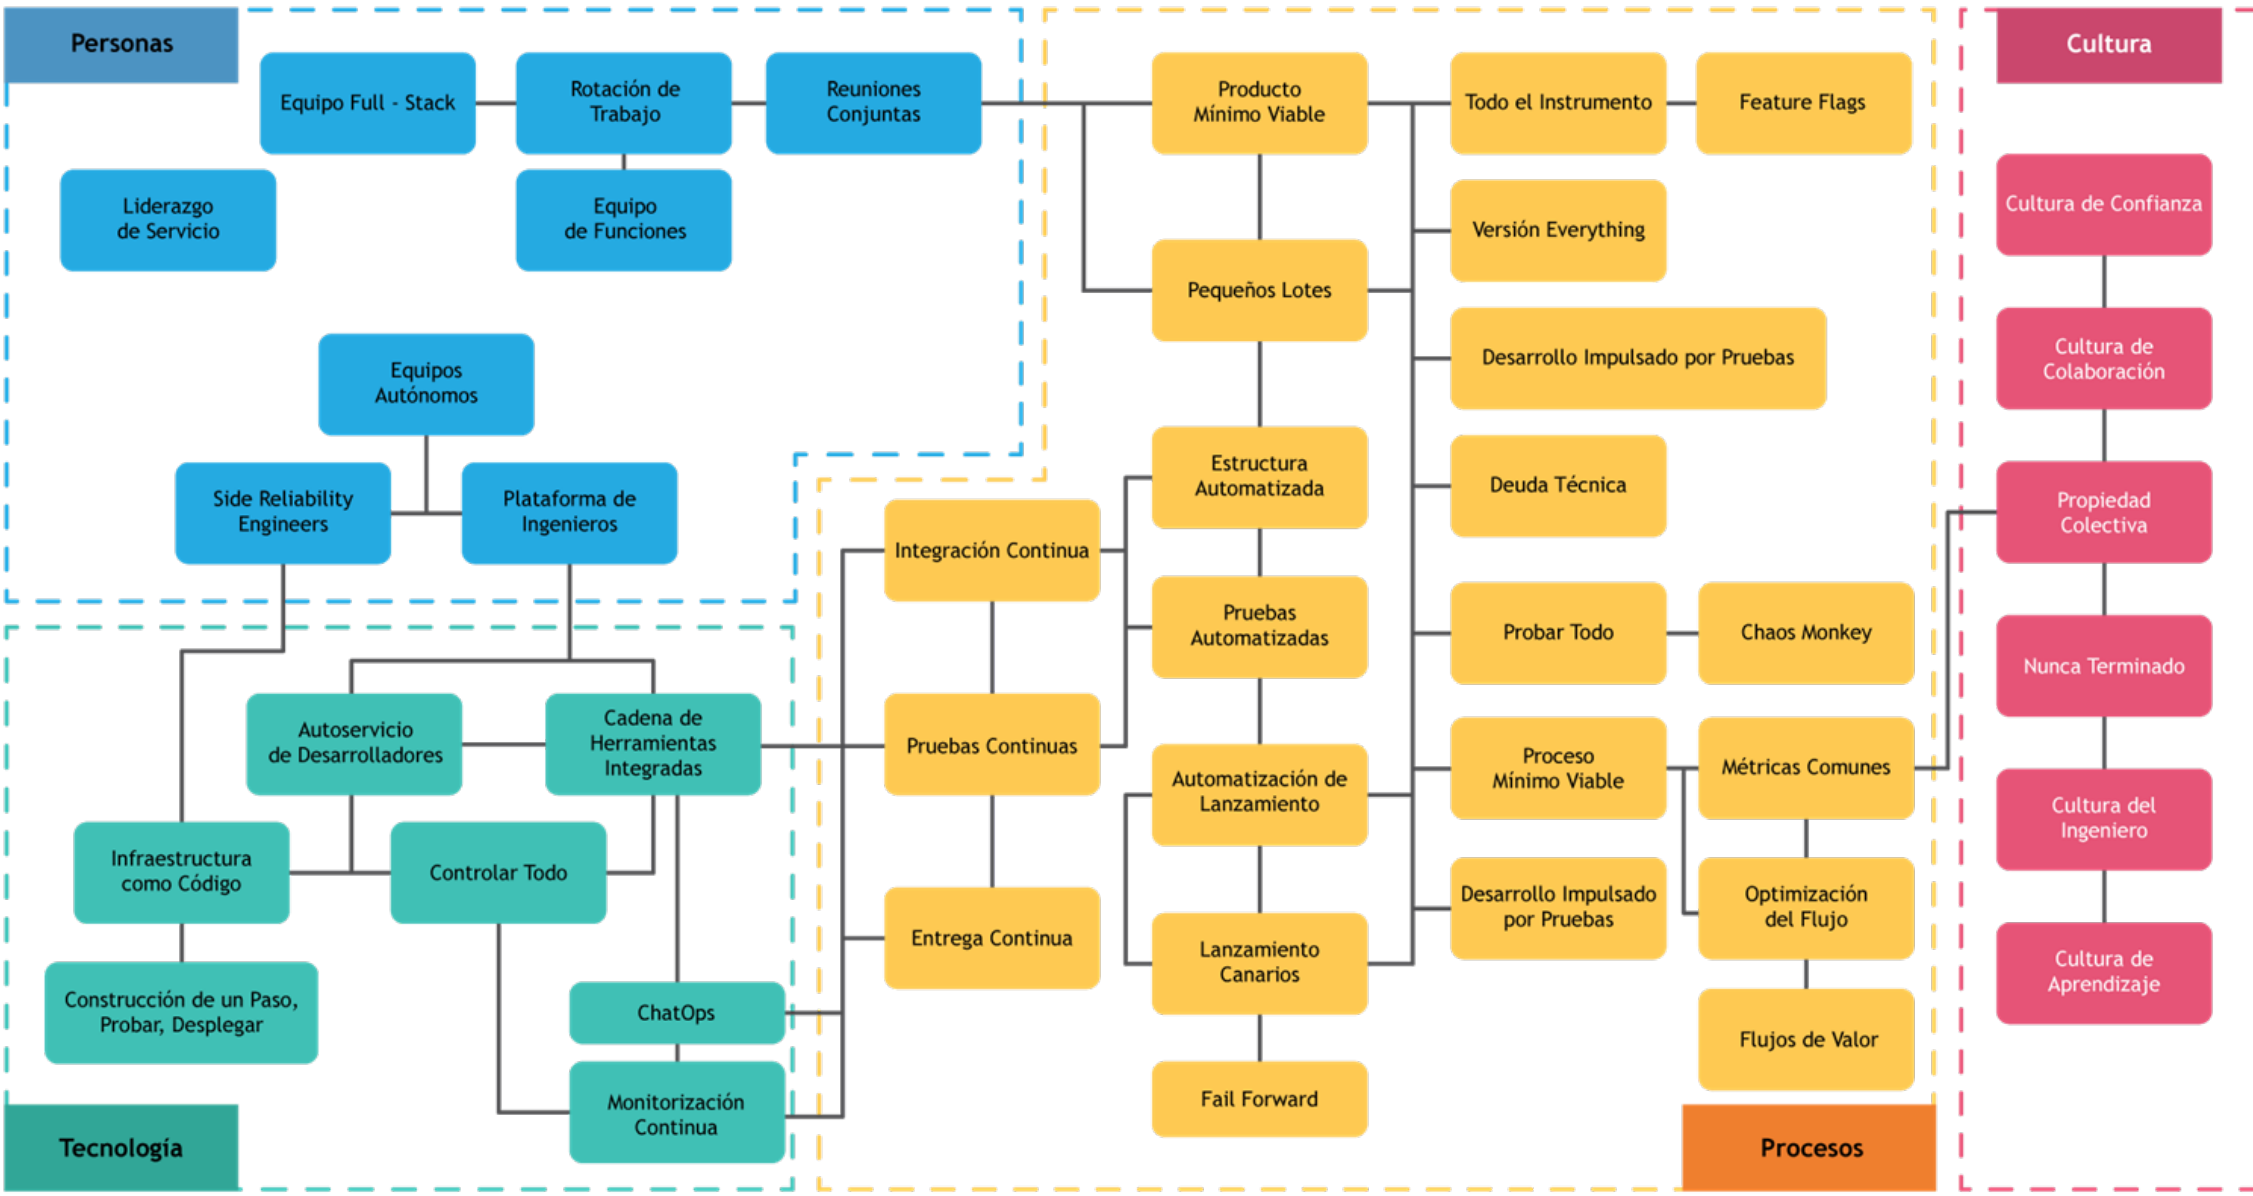 Personas
Equipo Full - Stack
Rotación de
Trabajo
Reuniones
Conjuntas
Liderazgo
de Servicio
Equipo
de Funciones
Equipos
Autónomos
Side Reliability
Engineers
Plataforma de
Ingenieros
Autoservicio
de Desarrolladores
Cadena de
Herramientas
Integradas
Infraestructura
como Código
Controlar Todo
Construcción de un Paso,
Probar, Desplegar
ChatOps
Monitorización
Continua
Tecnología
Producto
Mínimo Viable
Todo el Instrumento
Feature Flags
Versión Everything
Pequeños Lotes
Desarrollo Impulsado por Pruebas
Estructura
Automatizada
Deuda Técnica
Integración Continua
Pruebas
Automatizadas
Probar Todo
Chaos Monkey
Pruebas Continuas
Automatización de
Lanzamiento
Proceso
Mínimo Viable
Métricas Comunes
Entrega Continua
Lanzamiento
Canarios
Desarrollo Impulsado
por Pruebas
Optimización
del Flujo
Fail Forward
Flujos de Valor
Procesos
Cultura
Cultura de Confianza
Cultura de
Colaboración
Propiedad
Colectiva
Nunca Terminado
Cultura del
Ingeniero
Cultura de
Aprendizaje